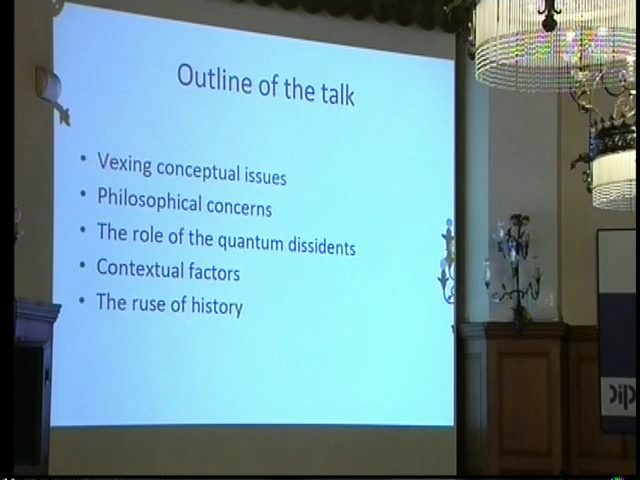 Outline of the talk
• Vexing conceptual issues
• Philosophical concerns
• The role of the quantum dissidents
• Contextual factors
• The ruse of history